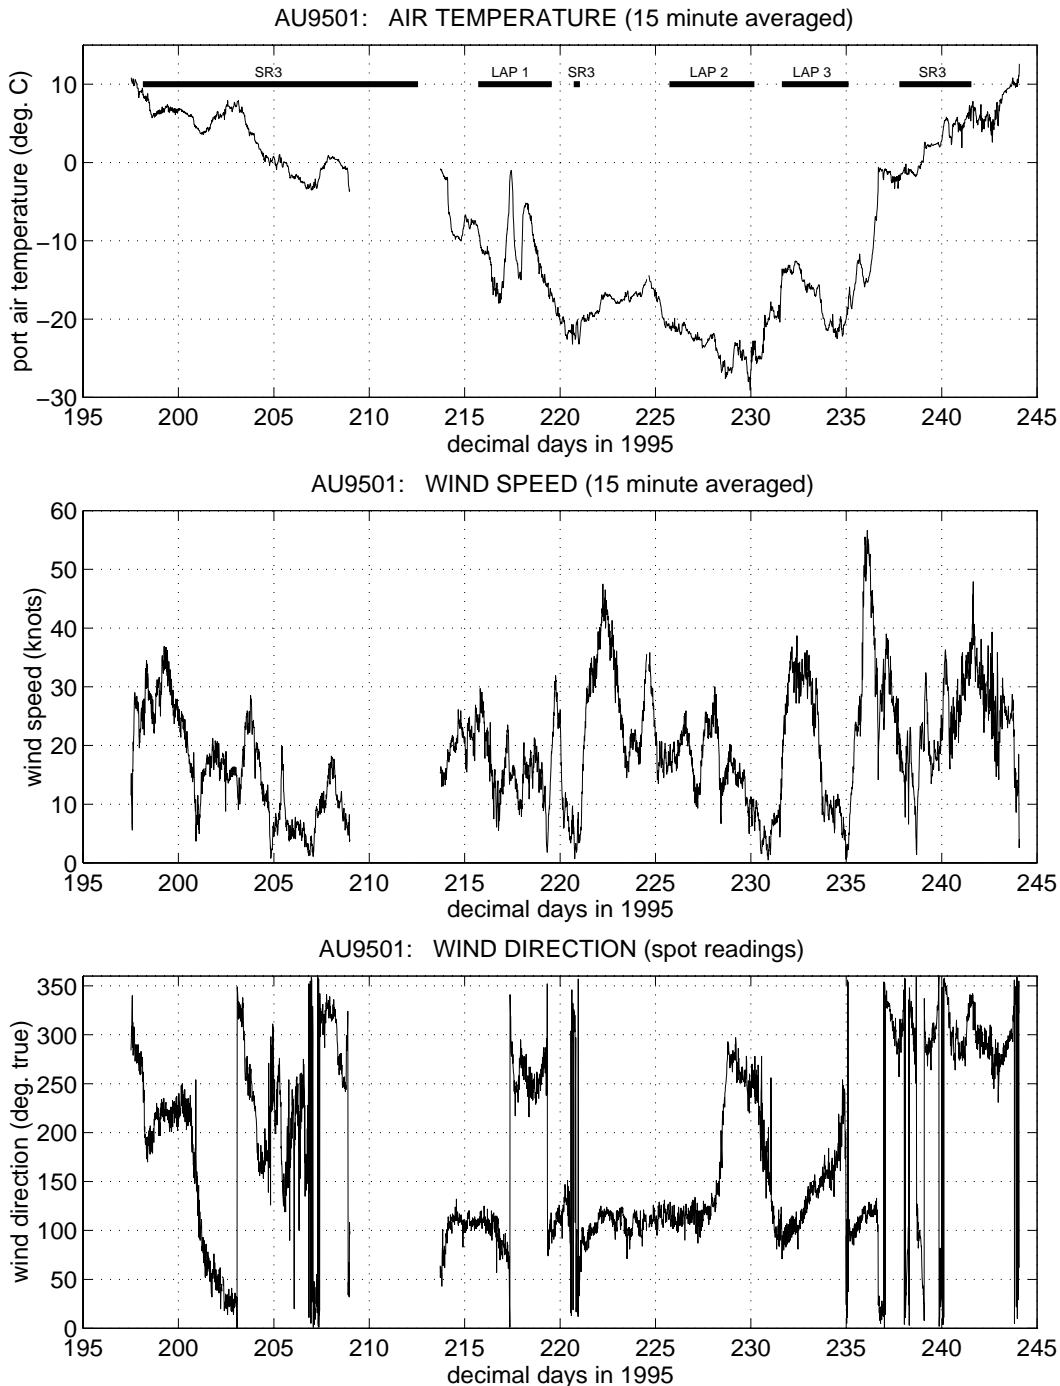 AU9501: AIR TEMPERATURE (15 minute averaged)
SR3 LAP 1 SR3 LAP 2 LAP 3 SR3
port air temperature (deg. C)
10
0
−10
−20
−30
195 200 205 210 215 220 225 230 235 240 245
decimal days in 1995
AU9501: WIND SPEED (15 minute averaged)
wind speed (knots)
60
50
40
30
20
10
0
195 200 205 210 215 220 225 230 235 240 245
decimal days in 1995
AU9501: WIND DIRECTION (spot readings)
wind direction (deg. true)
350
300
250
200
150
100
50
0
195 200 205 210 215 220 225 230 235 240 245
decimal days in 1995